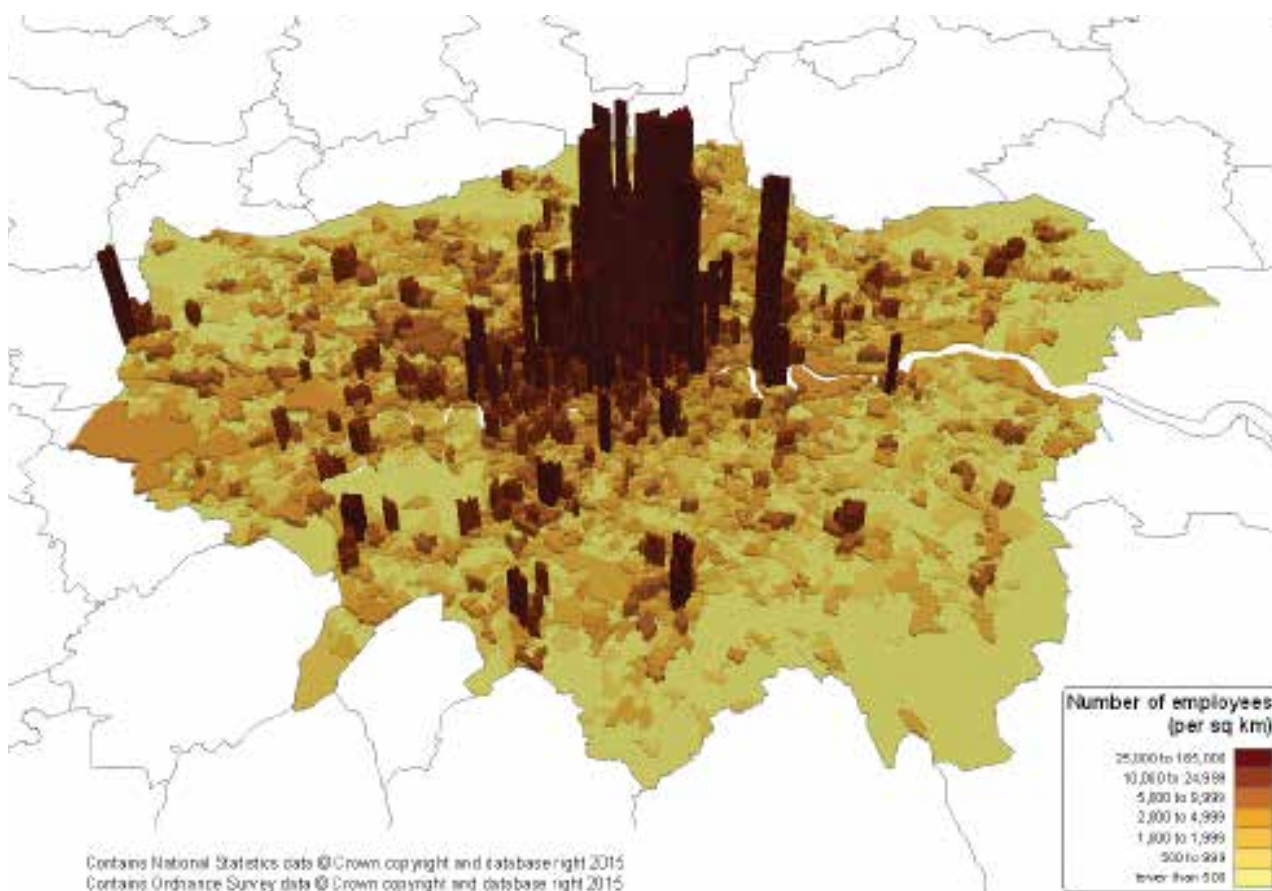 Number of employees
(per sq km)
25,000 to 165,000
10,000 to 24,999
5,000 to 9,999
2,000 to 4,999
1,000 to 1,999
500 to 999
fewer than 500
Contains National Statistics data © Crown copyright and database right 2015
Contains Ordnance Survey data © Crown copyright and database right 2015